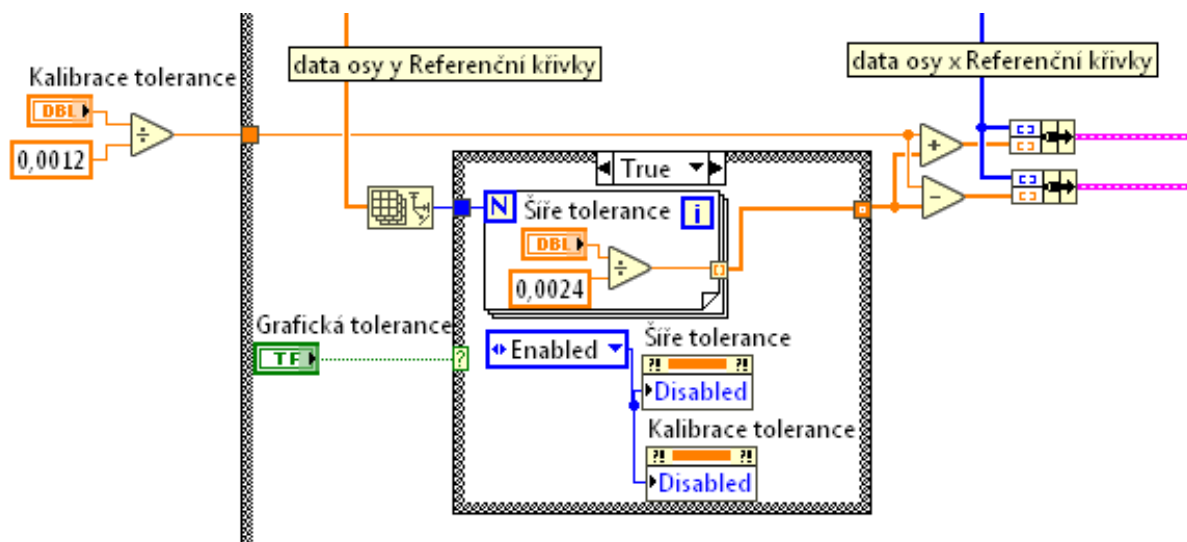 data osy y Referenční křivky
data osy x Referenční křivky
Kalibrace tolerance
DBL
0,0012
÷
+
-
True
N
Šíře tolerance
i
DBL
÷
0,0024
Grafická tolerance
TF
?
Enabled
Šíře tolerance
?! ?!
Disabled
Kalibrace tolerance
?! ?!
Disabled